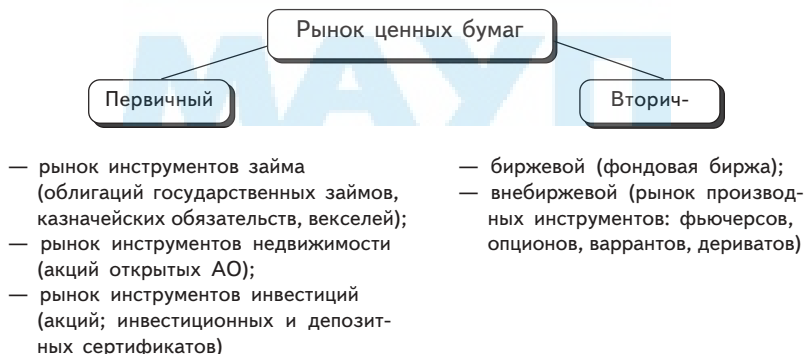 МАУП
Рынок ценных бумаг
Первичный
Вторич-
— рынок инструментов займа
(облигаций государственных займов,
казначейских обязательств, векселей);
— рынок инструментов недвижимости
(акций открытых АО);
— рынок инструментов инвестиций
(акций; инвестиционных и депозит-
ных сертификатов)
— биржевой (фондовая биржа);
— внебиржевой (рынок производ-
ных инструментов: фьючерсов,
опционов, варрантов, дериватов)